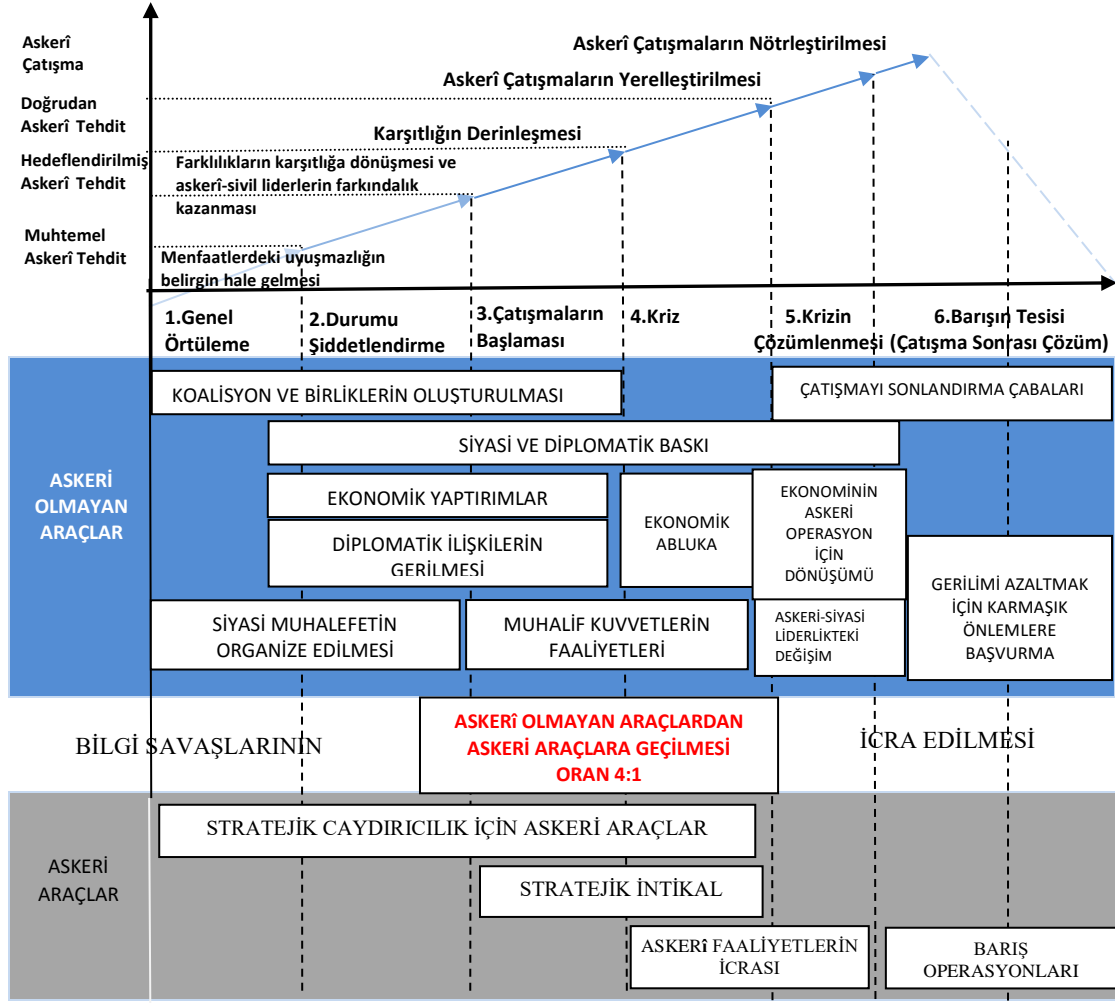 Askerî
Çatışma
Askerî Çatışmaların Nötrleştirilmesi
Askerî Çatışmaların Yerelleştirilmesi
Doğrudan
Askerî Tehdit
Karşıtlığın Derinleşmesi
Hedeflendirilmiş
Askerî Tehdit
Farklılıkların karşıtlığa dönüşmesi ve
askerî-sivil liderlerin farkındalık
kazanması
Muhtemel
Askerî Tehdit
Menfaatlerdeki uyuşmazlığın
belirgin hale gelmesi
1.Genel
Örtüleme
2.Durumu
Şiddetlendirme
3.Çatışmaların
Başlaması
4.Kriz
5.Krizin
Çözümlenmesi
6.Barışın Tesisi
(Çatışma Sonrası Çözüm)
ASKERİ
OLMAYAN
ARAÇLAR
KOALİSYON VE BİRLİKLERİN OLUŞTURULMASI
ÇATIŞMAYI SONLANDIRMA ÇABALARI
SİYASİ VE DİPLOMATİK BASKI
EKONOMİK YAPTIRIMLAR
DİPLOMATİK İLİŞKİLERİN
GERİLMESİ
EKONOMİK
ABLUKA
EKONOMİNİN
ASKERİ
OPERASYON
İÇİN
DÖNÜŞÜMÜ
GERİLİMİ AZALTMAK
İÇİN KARMAŞIK
ÖNLEMLERE
BAŞVURMA
SİYASİ MUHALEFETİN
ORGANİZE EDİLMESİ
MUHALİF KUVVETLERİN
FAALİYETLERİ
ASKERİ-SİYASİ
LİDERLİKTEKİ
DEĞİŞİM
BİLGİ SAVAŞLARININ
ASKERî OLMAYAN ARAÇLARDAN
ASKERİ ARAÇLARA GEÇİLMESİ
ORAN 4:1
İCRA EDİLMESİ
ASKERİ
ARAÇLAR
STRATEJİK CAYDIRICILIK İÇİN ASKERİ ARAÇLAR
STRATEJİK İNTİKAL
ASKERî FAALİYETLERİN
İCRASI
BARIŞ
OPERASYONLARI